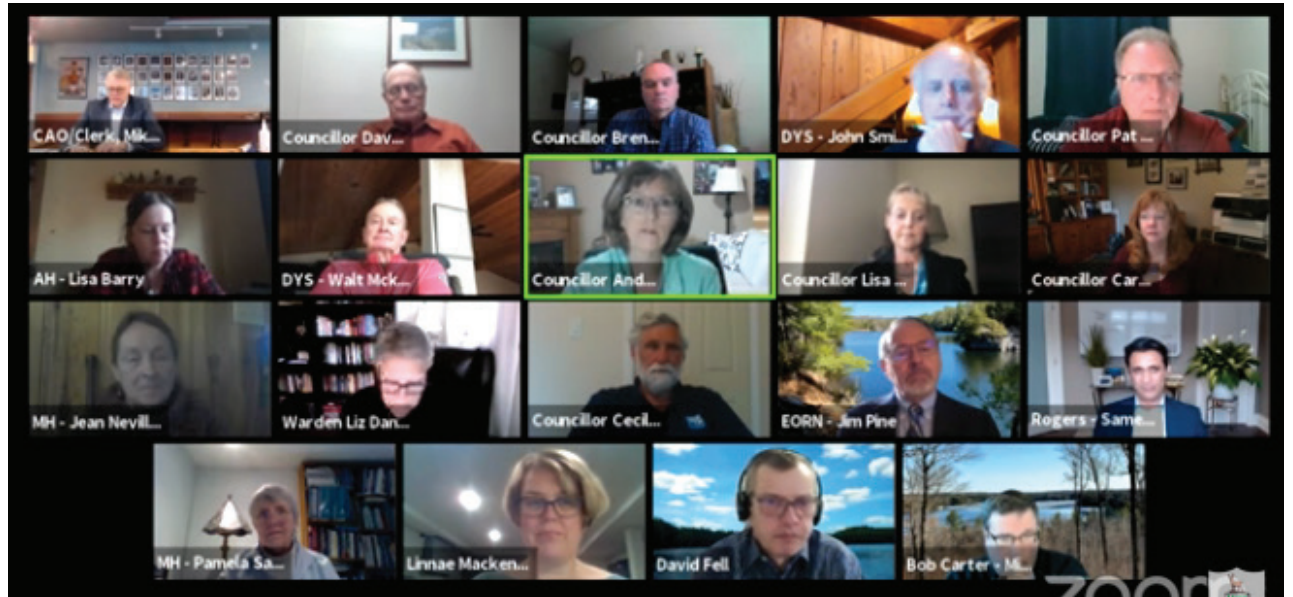 CAO/Clerk, Mik...
Councillor Dav...
Councillor Bren...
DYS - John Smi...
Councillor Pat ...
AH - Lisa Barry
DYS - Walt Mck...
Councillor And...
Councillor Lisa ...
Councillor Car...
MH - Jean Nevill...
Warden Liz Dan...
Councillor Cecil...
EORN - Jim Pine
Rogers - Same...
MH - Pamela Sa...
Linnae Macken...
David Fell
Bob Carter - Mi...
zoom